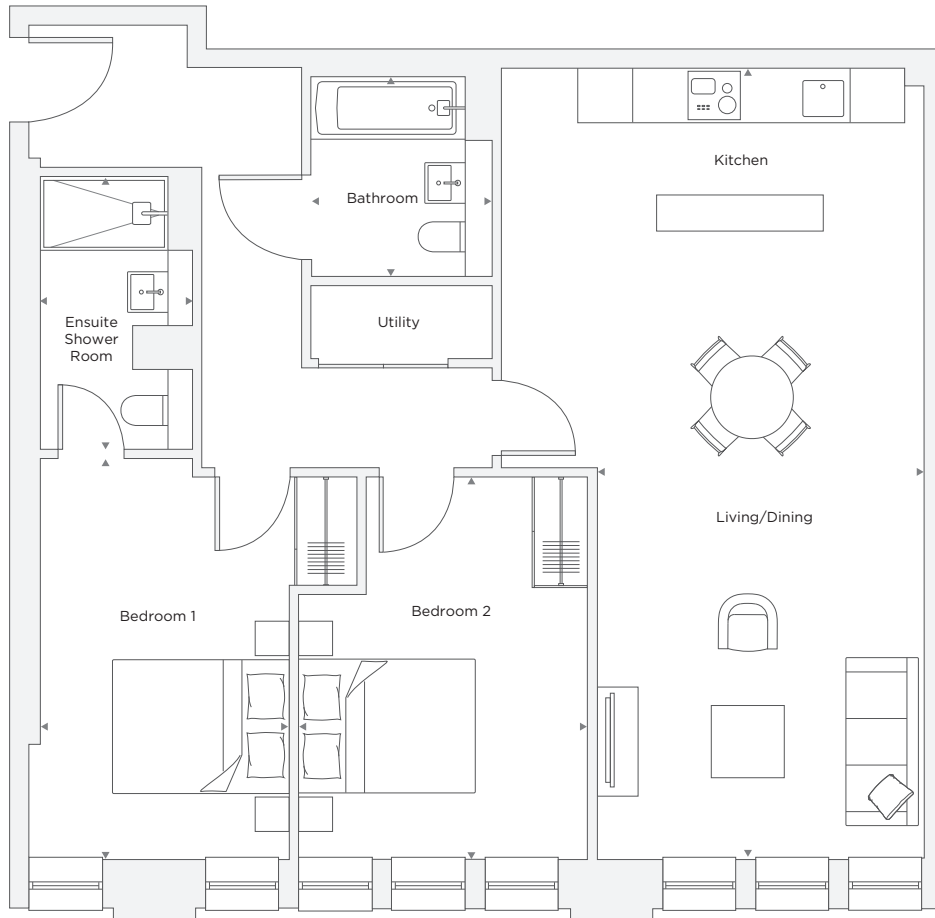 Kitchen
Bathroom
Utility
Ensuite
Shower
Room
Living/Dining
Bedroom 1
Bedroom 2